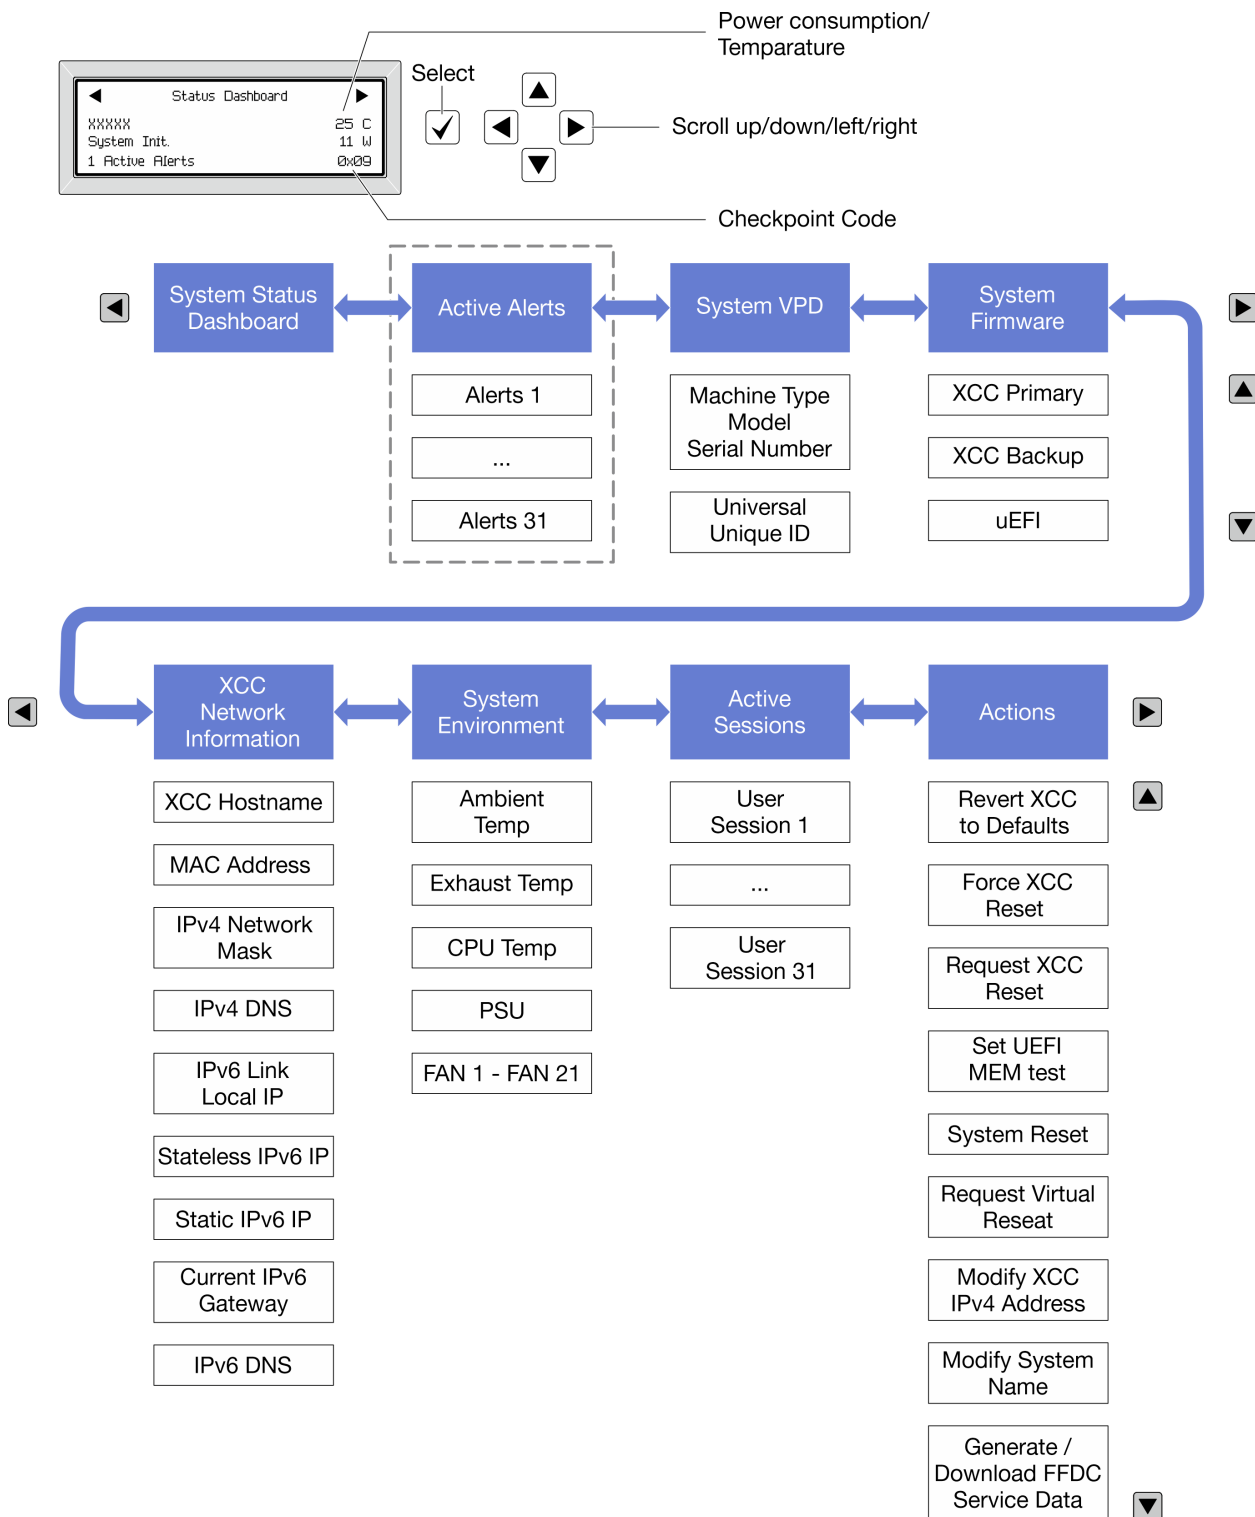 Power consumption/
Temparature
Select
Status Dashboard
XXXXX 25 C
System Init. 11 W
1 Active Alerts 0x09
Scroll up/down/left/right
Checkpoint Code
System Status
Dashboard
Active Alerts
System VPD
System
Firmware
Alerts 1
...
Alerts 31
Machine Type
Model
Serial Number
Universal
Unique ID
XCC Primary
XCC Backup
uEFI
XCC
Network
Information
System
Environment
Active
Sessions
Actions
XCC Hostname
MAC Address
IPv4 Network
Mask
IPv4 DNS
IPv6 Link
Local IP
Stateless IPv6 IP
Static IPv6 IP
Current IPv6
Gateway
IPv6 DNS
Ambient
Temp
Exhaust Temp
CPU Temp
PSU
FAN 1 - FAN 21
User
Session 1
...
User
Session 31
Revert XCC
to Defaults
Force XCC
Reset
Request XCC
Reset
Set UEFI
MEM test
System Reset
Request Virtual
Reseat
Modify XCC
IPv4 Address
Modify System
Name
Generate /
Download FFDC
Service Data